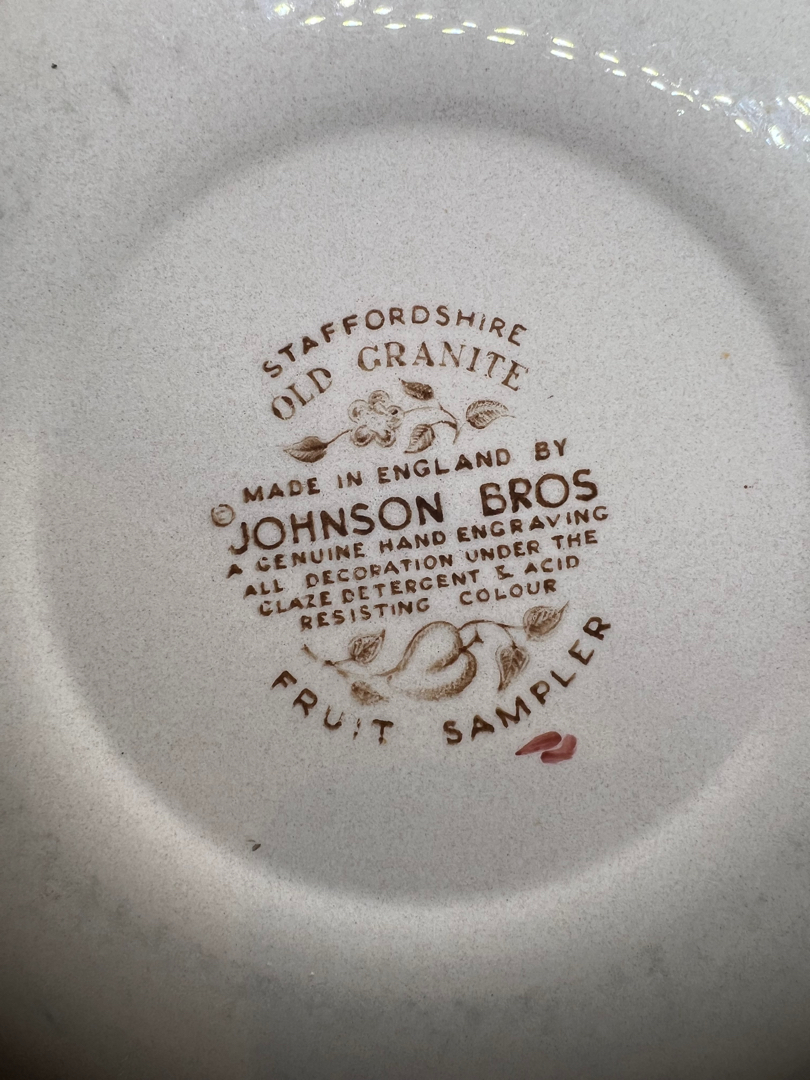 STAFFORDSHIRE
OLD GRANITE
MADE IN ENGLAND BY
© JOHNSON BROS
A GENUINE HAND ENGRAVING
ALL DECORATION UNDER THE
GLAZE DETERGENT & ACID
RESISTING COLOUR
FRUIT SAMPLER